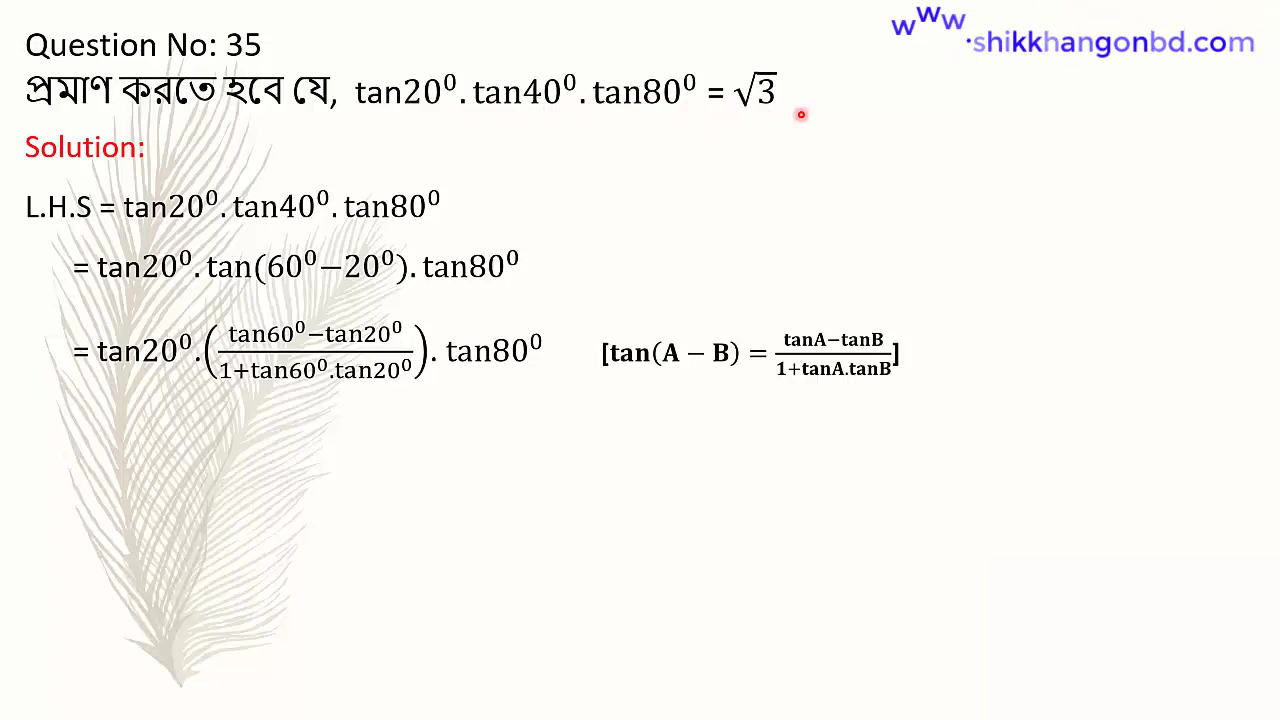 www.shikkhangonbd.com
Question No: 35
প্রমাণ করতে হবে যে, tan20⁰.tan40⁰.tan80⁰ = √3
Solution:
L.H.S = tan20⁰.tan40⁰.tan80⁰
= tan20⁰.tan(60⁰−20⁰).tan80⁰
= tan20⁰.((tan60⁰−tan20⁰)/(1+tan60⁰.tan20⁰)). tan80⁰ [tan(A − B) = (tanA−tanB)/(1+tanA.tanB)]